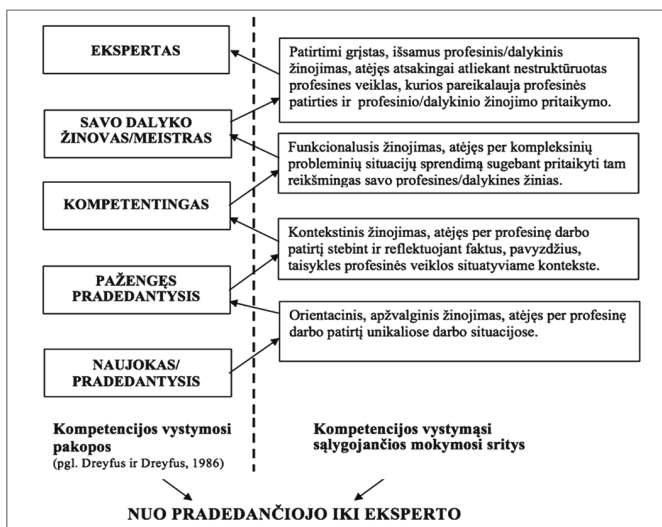 EKSPERTAS
Patirtimi grįstas, išsamus profesinis/dalykinis
žinojimas, atėjęs atsakingai atliekant nestruktūruotas
profesines veiklas, kurios pareikalauja profesinės
patirties ir profesinio/dalykinio žinojimo pritaikymo.
SAVO DALYKO
ŽINOVAS/MEISTRAS
Funkcionalusis žinojimas, atėjęs per kompleksinių
probleminių situacijų sprendimą sugebant pritaikyti tam
reikšmingas savo profesines/dalykines žinias.
KOMPETENTINGAS
Kontekstinis žinojimas, atėjęs per profesinę darbo
patirtį stebint ir reflektuojant faktus, pavyzdžius,
taisykles profesinės veiklos situatyviame kontekste.
PAŽENGĘS
PRADEDANTYSIS
Orientacinis, apžvalginis žinojimas, atėjęs per profesinę
darbo patirtį unikaliose darbo situacijose.
NAUJOKAS/
PRADEDANTYSIS
Kompetencijos vystymosi
pakopos
(pgl. Dreyfus ir Dreyfus, 1986)
Kompetencijos vystymąsi
sąlygojančios mokymosi sritys
NUO PRADEDANČIOJO IKI EKSPERTO